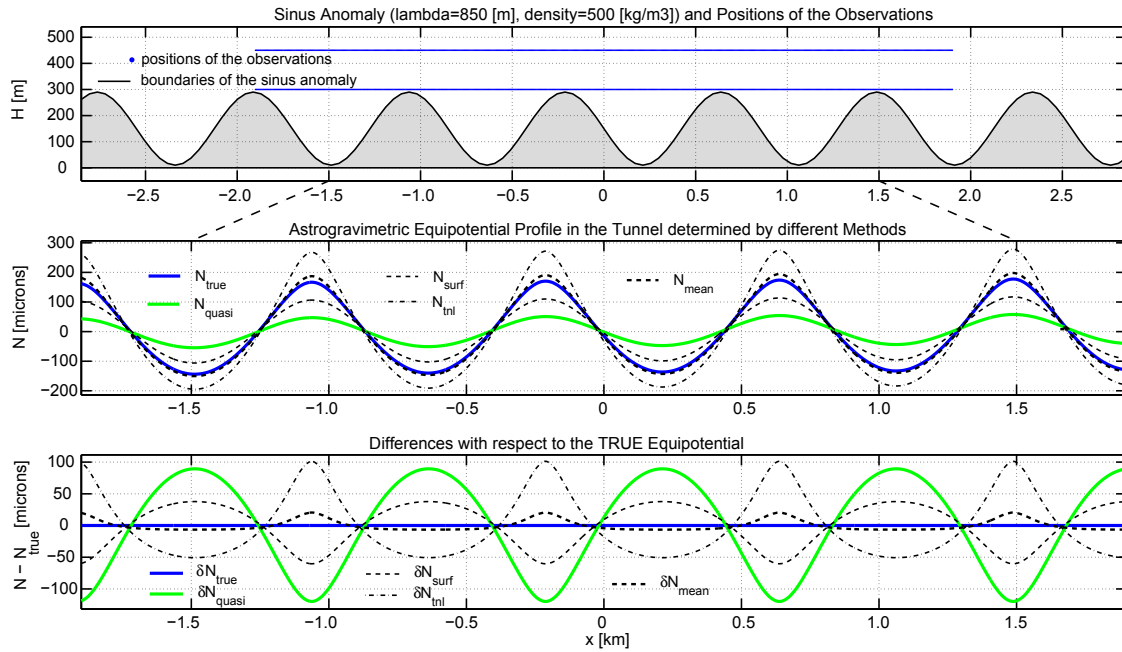 Sinus Anomaly (lambda=850 [m], density=500 [kg/m3]) and Positions of the Observations
H [m]
500
400
300
200
100
0
positions of the observations
boundaries of the sinus anomaly
−2.5 −2.0 −1.5 −1.0 −0.5 0 0.5 1.0 1.5 2.0 2.5
Astrogravimetric Equipotential Profile in the Tunnel determined by different Methods
N [microns]
300
200
100
0
−100
−200
N_true N_surf N_mean
N_quasi N_tnl
−1.5 −1.0 −0.5 0 0.5 1.0 1.5
Differences with respect to the TRUE Equipotential
N − N_true [microns]
100
50
0
−50
−100
δN_true δN_surf δN_mean
δN_quasi δN_tnl
−1.5 −1.0 −0.5 0 0.5 1.0 1.5
x [km]